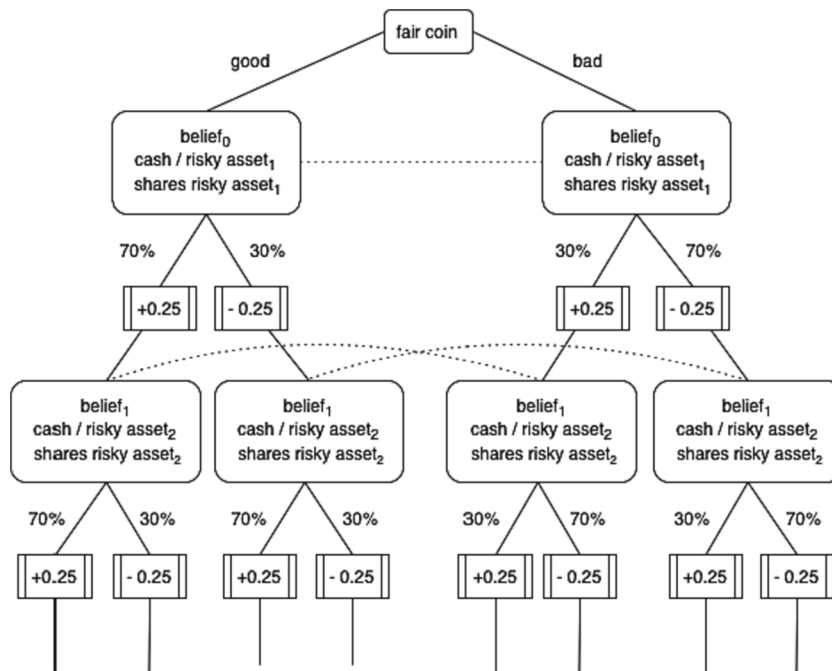 fair coin
good
bad
belief₀
cash / risky asset₁
shares risky asset₁
belief₀
cash / risky asset₁
shares risky asset₁
70%
30%
30%
70%
+0.25
- 0.25
+0.25
- 0.25
belief₁
cash / risky asset₂
shares risky asset₂
belief₁
cash / risky asset₂
shares risky asset₂
belief₁
cash / risky asset₂
shares risky asset₂
belief₁
cash / risky asset₂
shares risky asset₂
70%
30%
70%
30%
30%
70%
30%
70%
+0.25
- 0.25
+0.25
- 0.25
+0.25
- 0.25
+0.25
- 0.25